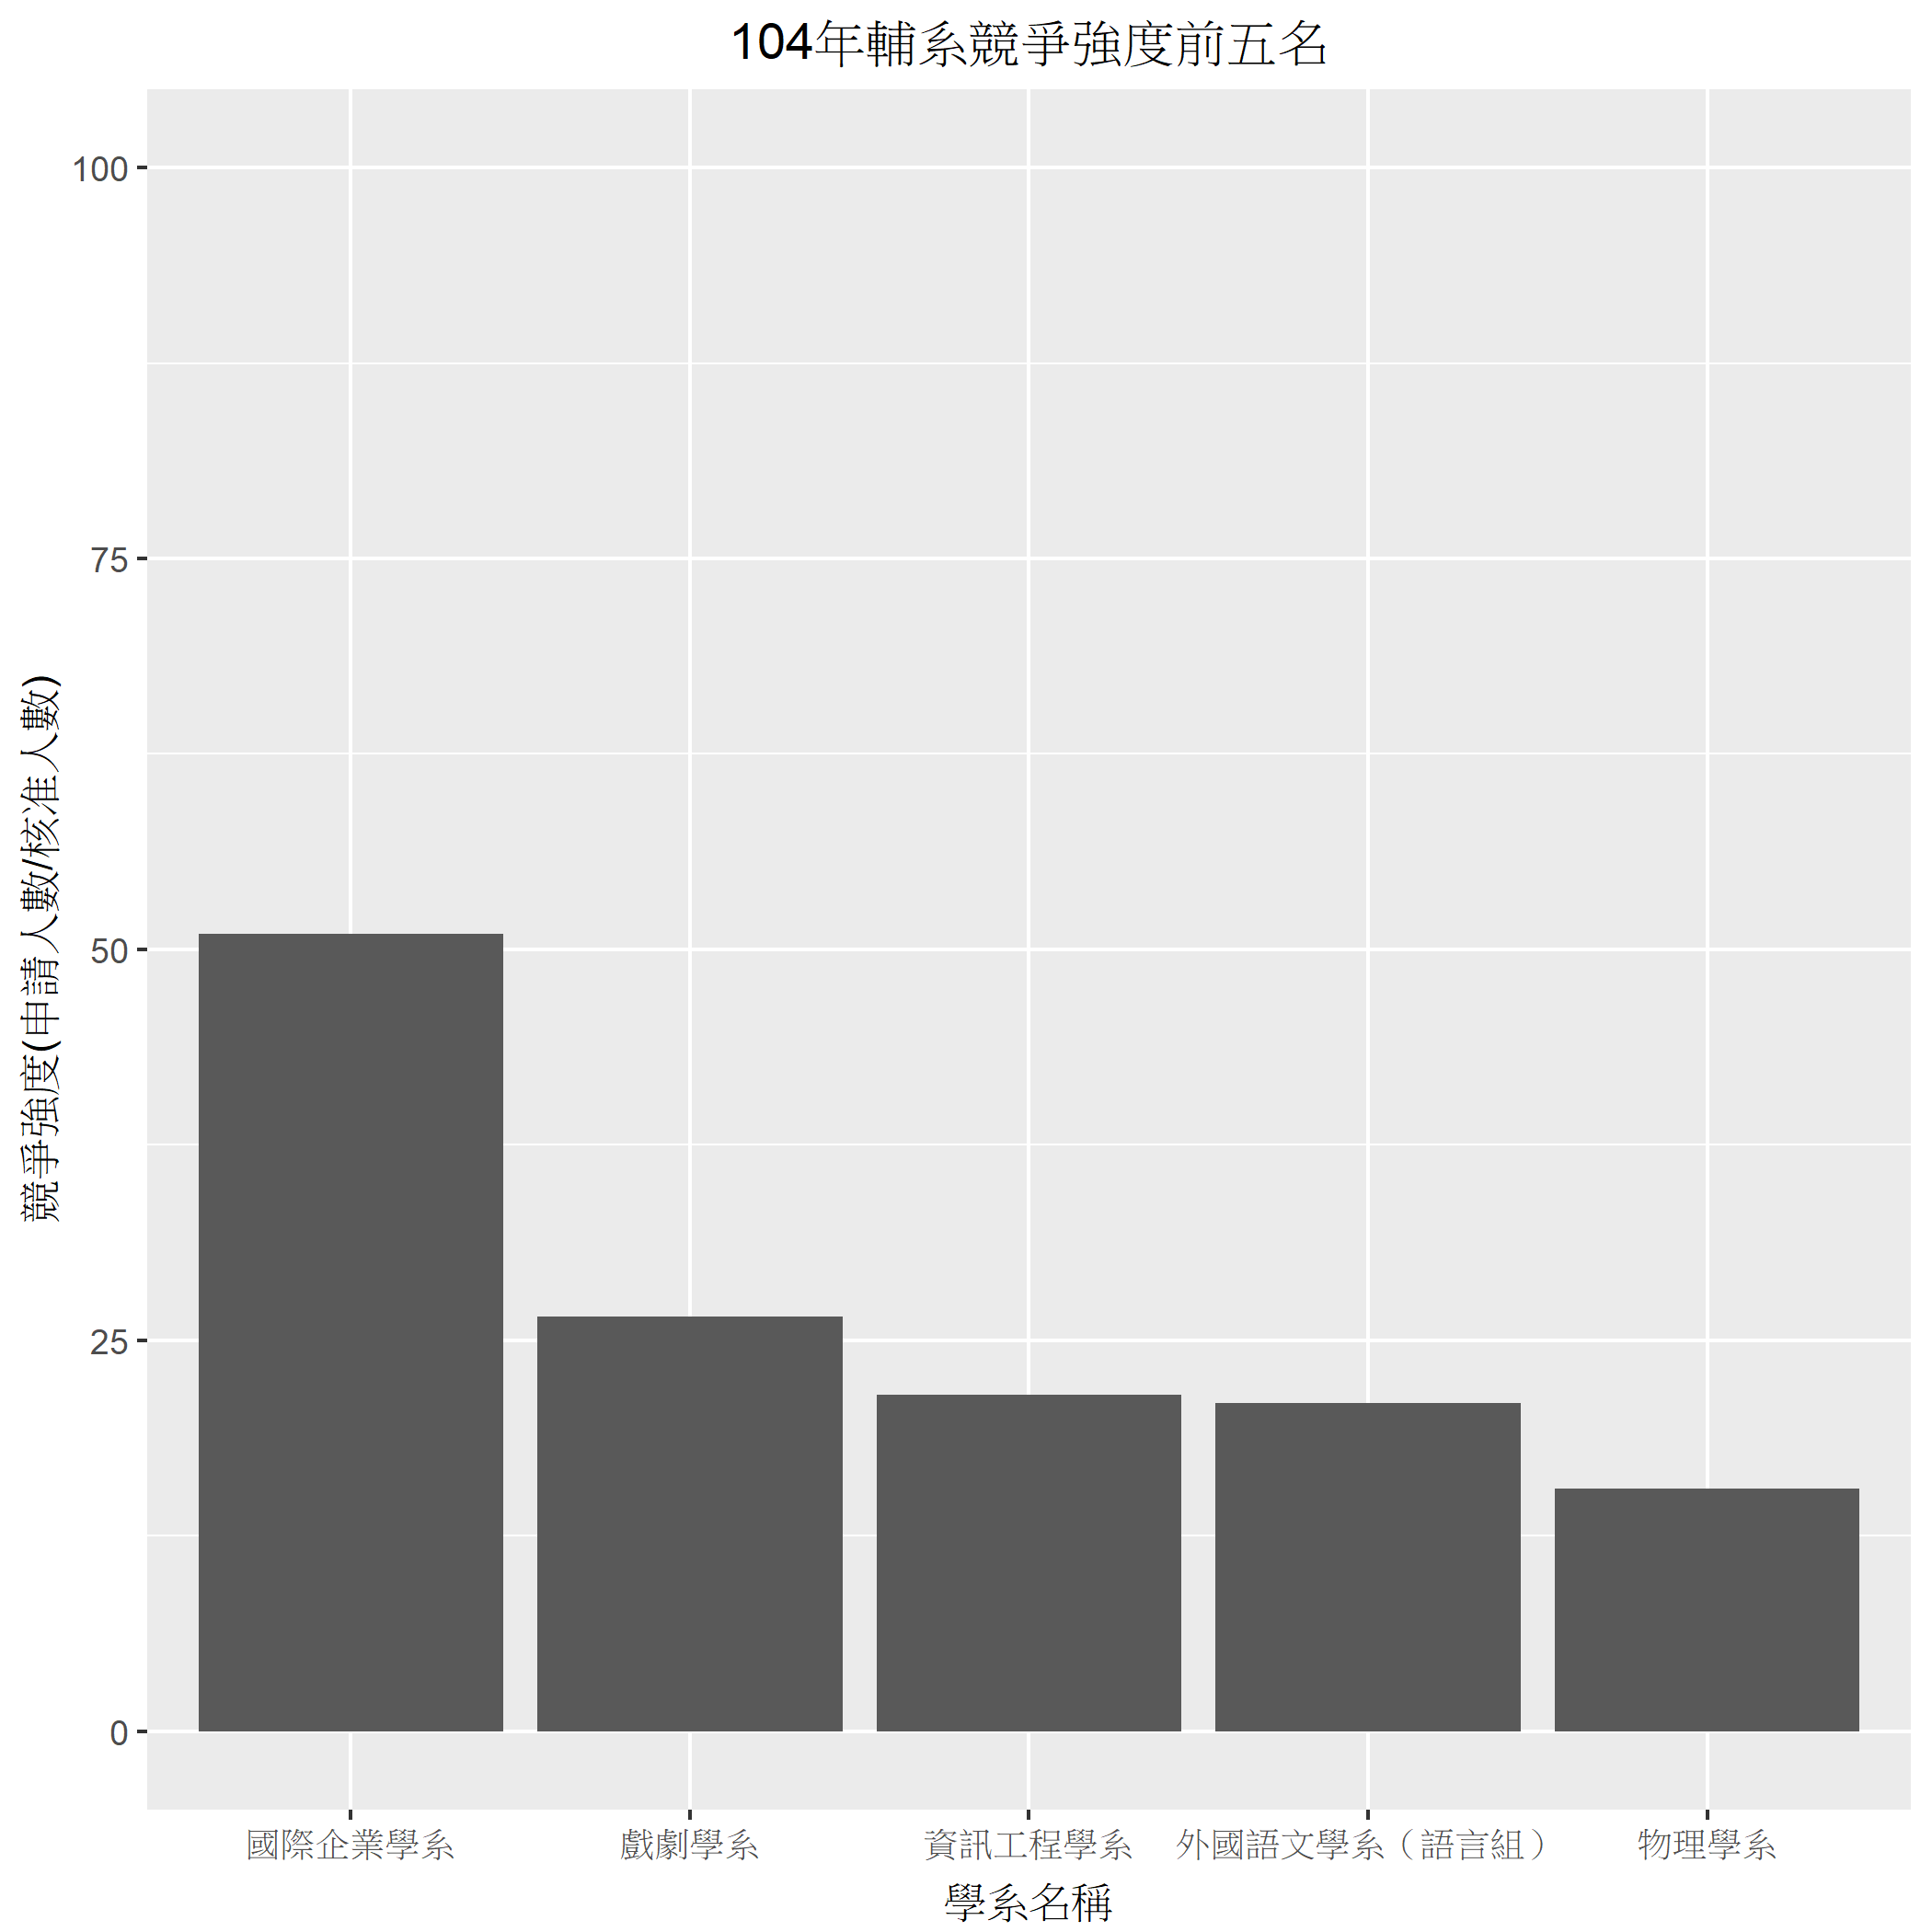 104年輔系競爭強度前五名
競爭強度(申請人數/核准人數)
100
75
50
25
0
國際企業學系
戲劇學系
資訊工程學系
外國語文學系（語言組）
物理學系
學系名稱